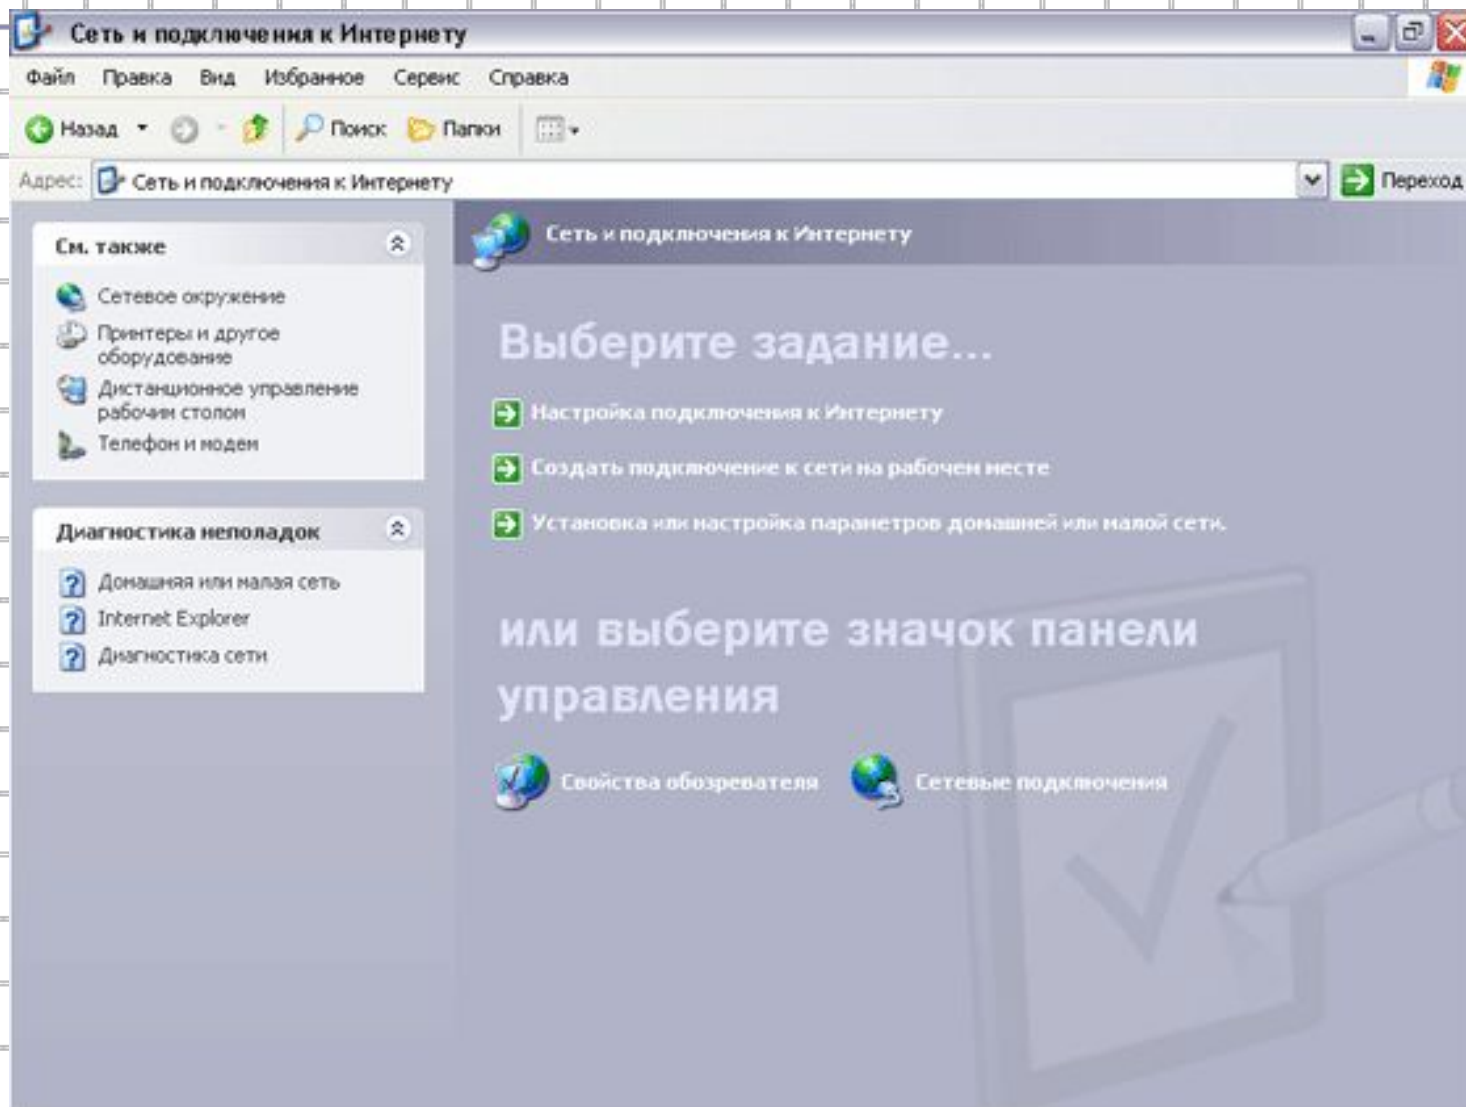 Сеть и подключения к Интернету
Файл Правка Вид Избранное Сервис Справка
Назад Поиск Папки
Адрес: Сеть и подключения к Интернету Переход
См. также
Сетевое окружение
Принтеры и другое
оборудование
Дистанционное управление
рабочим столом
Телефон и модем
Диагностика неполадок
Домашняя или малая сеть
Internet Explorer
Диагностика сети
Сеть и подключения к Интернету
Выберите задание...
Настройка подключения к Интернету
Создать подключение к сети на рабочем месте
Установка или настройка параметров домашней или малой сети.
или выберите значок панели
управления
Свойства обозревателя Сетевые подключения